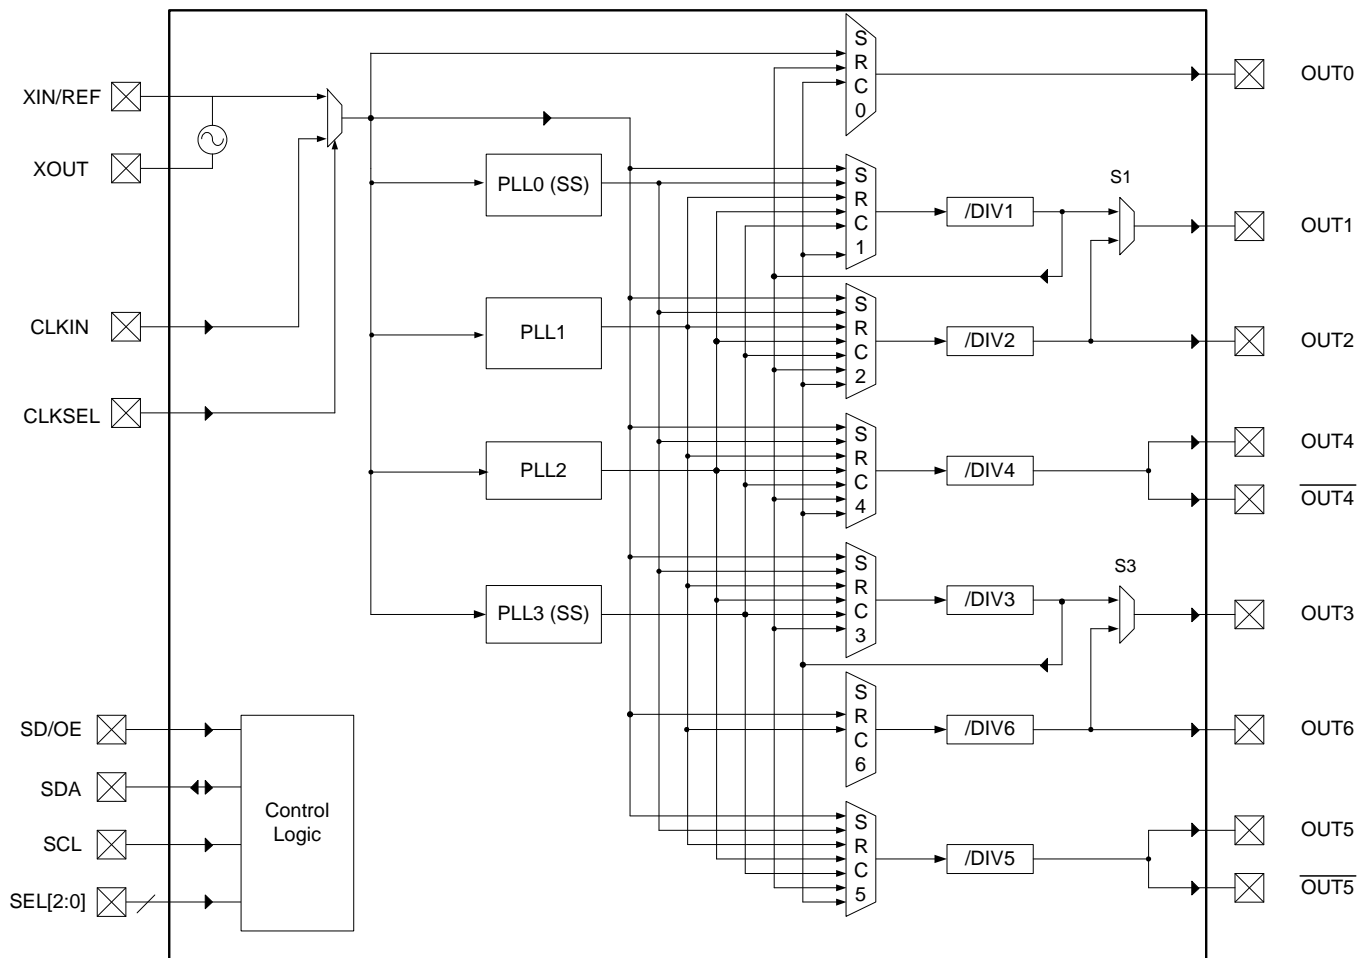 XIN/REF
XOUT
CLKIN
CLKSEL
SD/OE
SDA
SCL
SEL[2:0]
Control
Logic
PLL0 (SS)
PLL1
PLL2
PLL3 (SS)
S
R
C
0
S
R
C
1
S
R
C
2
S
R
C
4
S
R
C
3
S
R
C
6
S
R
C
5
/DIV1
/DIV2
/DIV4
/DIV3
/DIV6
/DIV5
S1
S3
OUT0
OUT1
OUT2
OUT4
OUT4
OUT3
OUT6
OUT5
OUT5